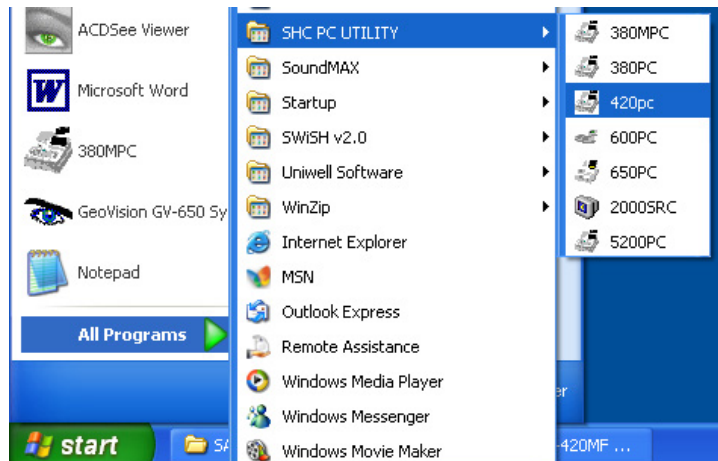 ACDSee Viewer
Microsoft Word
380MPC
GeoVision GV-650 Sy
Notepad
All Programs
start
SHC PC UTILITY
SoundMAX
Startup
SWiSH v2.0
Uniwell Software
WinZip
Internet Explorer
MSN
Outlook Express
Remote Assistance
Windows Media Player
Windows Messenger
Windows Movie Maker
380MPC
380PC
420pc
600PC
650PC
2000SRC
5200PC
er
SA
-420MF ...